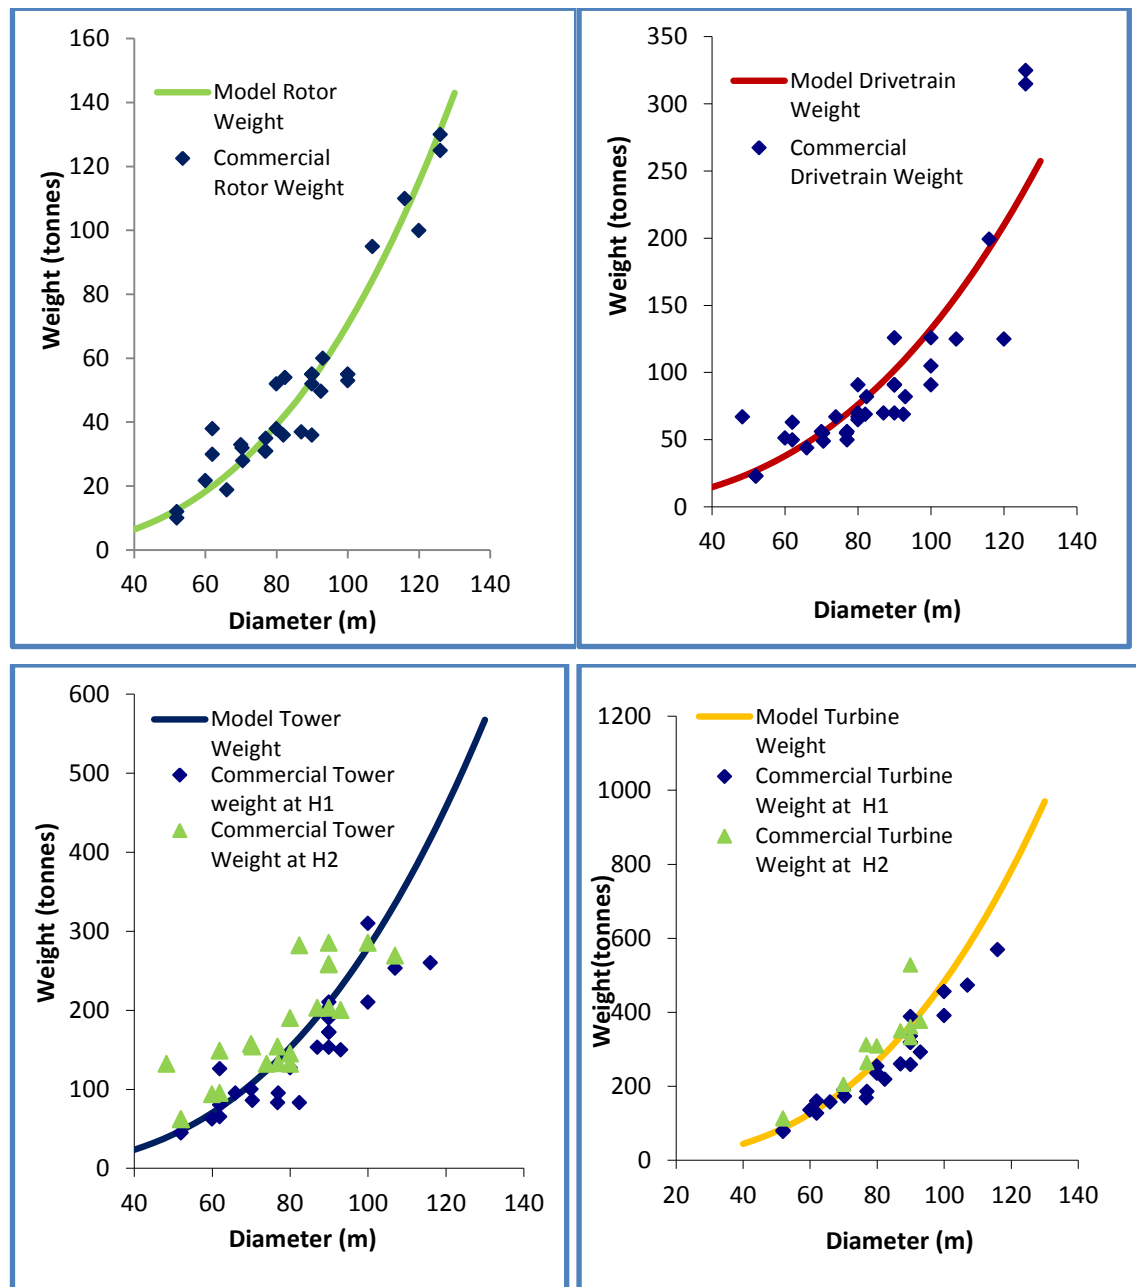 160
140
120
100
80
60
40
20
0
Weight (tonnes)
Model Rotor
Weight
Commercial
Rotor Weight
40 60 80 100 120 140
Diameter (m)
350
300
250
200
150
100
50
0
Weight (tonnes)
Model Drivetrain
Weight
Commercial
Drivetrain Weight
40 60 80 100 120 140
Diameter (m)
600
500
400
300
200
100
0
Weight (tonnes)
Model Tower
Weight
Commercial Tower
weight at H1
Commercial Tower
Weight at H2
40 60 80 100 120 140
Diameter (m)
1200
1000
800
600
400
200
0
Weight(tonnes)
Model Turbine
Weight
Commercial Turbine
Weight at H1
Commercial Turbine
Weight at H2
20 40 60 80 100 120 140
Diameter (m)